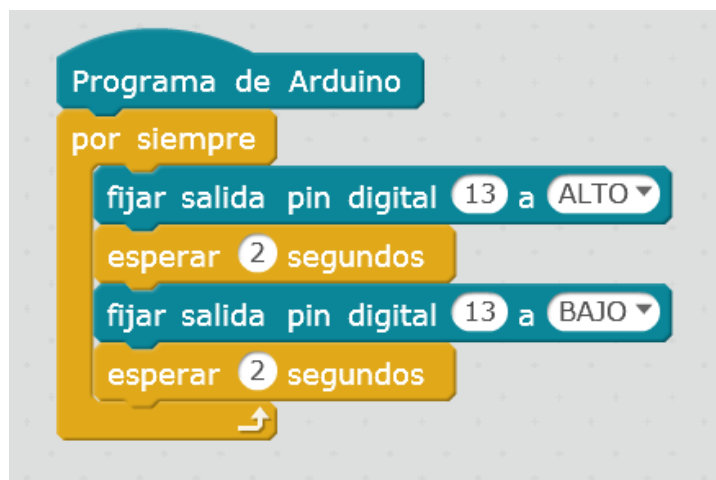 Programa de Arduino
por siempre
fijar salida pin digital 13 a ALTO
esperar 2 segundos
fijar salida pin digital 13 a BAJO
esperar 2 segundos